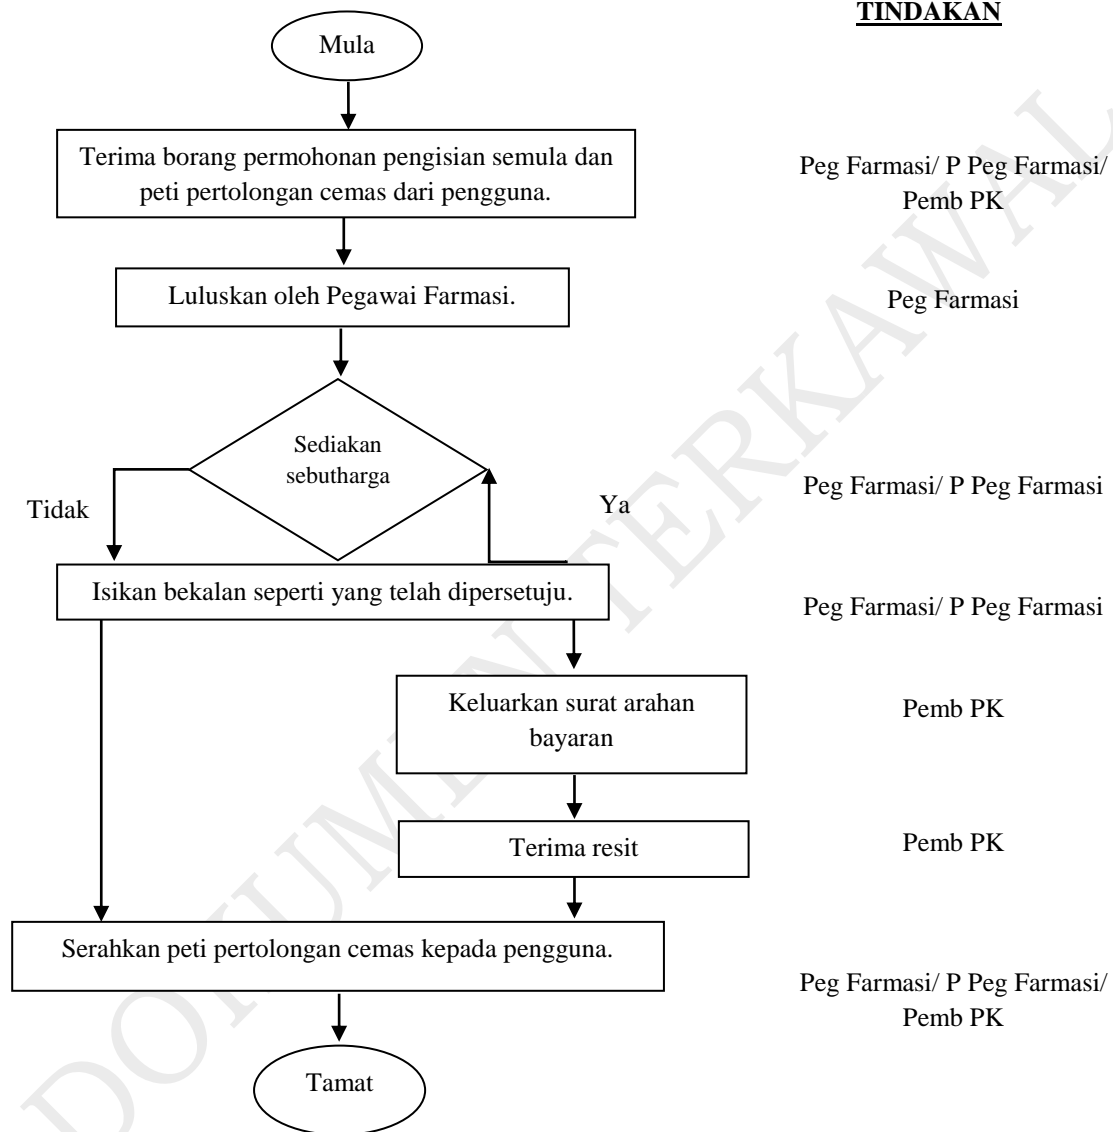 TINDAKAN
Mula
Terima borang permohonan pengisian semula dan
peti pertolongan cemas dari pengguna.
Peg Farmasi/ P Peg Farmasi/
Pemb PK
Luluskan oleh Pegawai Farmasi.
Peg Farmasi
Sediakan
sebutharga
Peg Farmasi/ P Peg Farmasi
Tidak
Ya
Isikan bekalan seperti yang telah dipersetuju.
Peg Farmasi/ P Peg Farmasi
Keluarkan surat arahan
bayaran
Pemb PK
Terima resit
Pemb PK
Serahkan peti pertolongan cemas kepada pengguna.
Peg Farmasi/ P Peg Farmasi/
Pemb PK
Tamat
DOKUMEN TERKAWAL